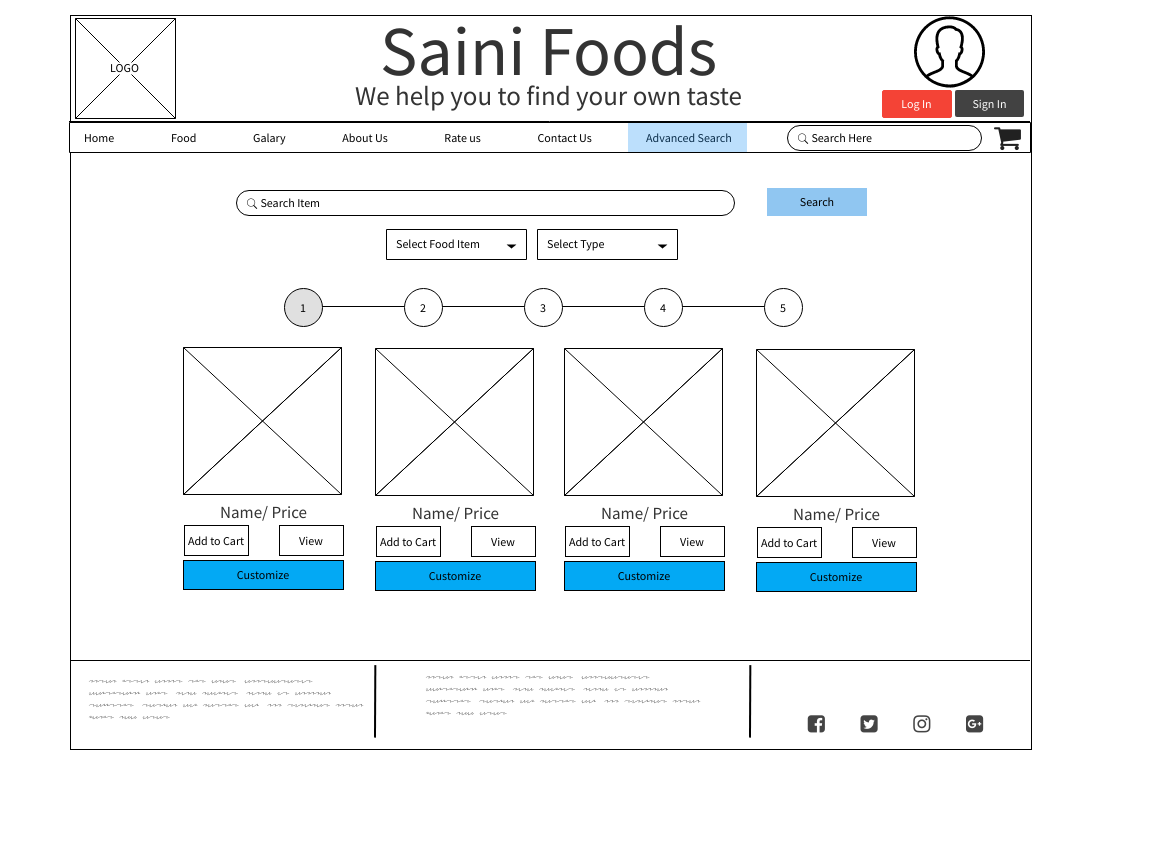 LOGO
Saini Foods
We help you to find your own taste
Log In
Sign In
Home
Food
Galary
About Us
Rate us
Contact Us
Advanced Search
Search Here
Search Item
Search
Select Food Item
Select Type
1
2
3
4
5
Name/ Price
Name/ Price
Name/ Price
Name/ Price
Add to Cart
View
Add to Cart
View
Add to Cart
View
Add to Cart
View
Customize
Customize
Customize
Customize